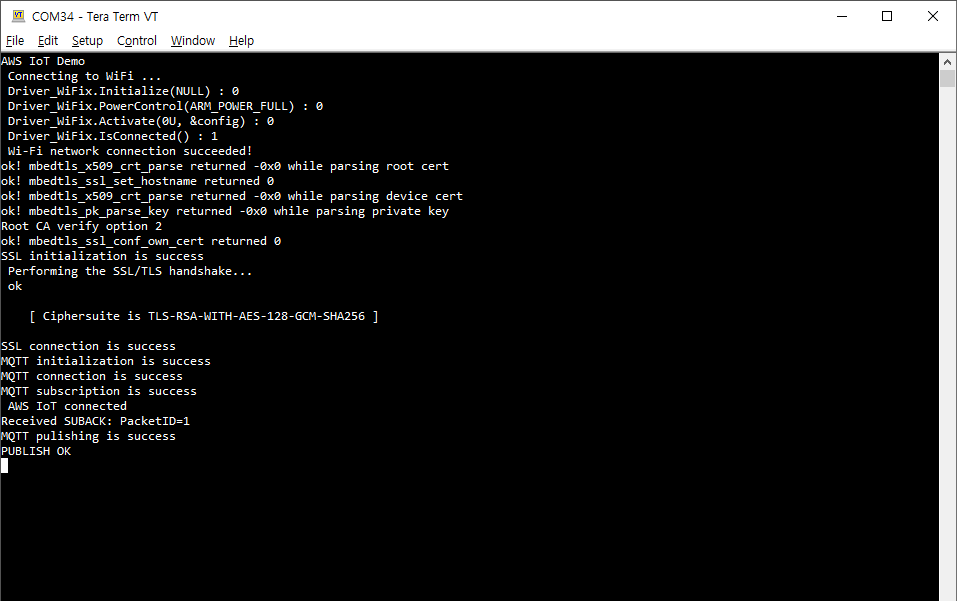 VT COM34 - Tera Term VT
File Edit Setup Control Window Help
AWS IoT Demo
Connecting to WiFi ...
Driver_WiFix.Initialize(NULL) : 0
Driver_WiFix.PowerControl(ARM_POWER_FULL) : 0
Driver_WiFix.Activate(0U, &config) : 0
Driver_WiFix.IsConnected() : 1
Wi-Fi network connection succeeded!
ok! mbedtls_x509_crt_parse returned -0x0 while parsing root cert
ok! mbedtls_ssl_set_hostname returned 0
ok! mbedtls_x509_crt_parse returned -0x0 while parsing device cert
ok! mbedtls_pk_parse_key returned -0x0 while parsing private key
Root CA verify option 2
ok! mbedtls_ssl_conf_own_cert returned 0
SSL initialization is success
Performing the SSL/TLS handshake...
ok
[ Ciphersuite is TLS-RSA-WITH-AES-128-GCM-SHA256 ]
SSL connection is success
MQTT initialization is success
MQTT connection is success
MQTT subscription is success
AWS IoT connected
Received SUBACK: PacketID=1
MQTT pulishing is success
PUBLISH OK